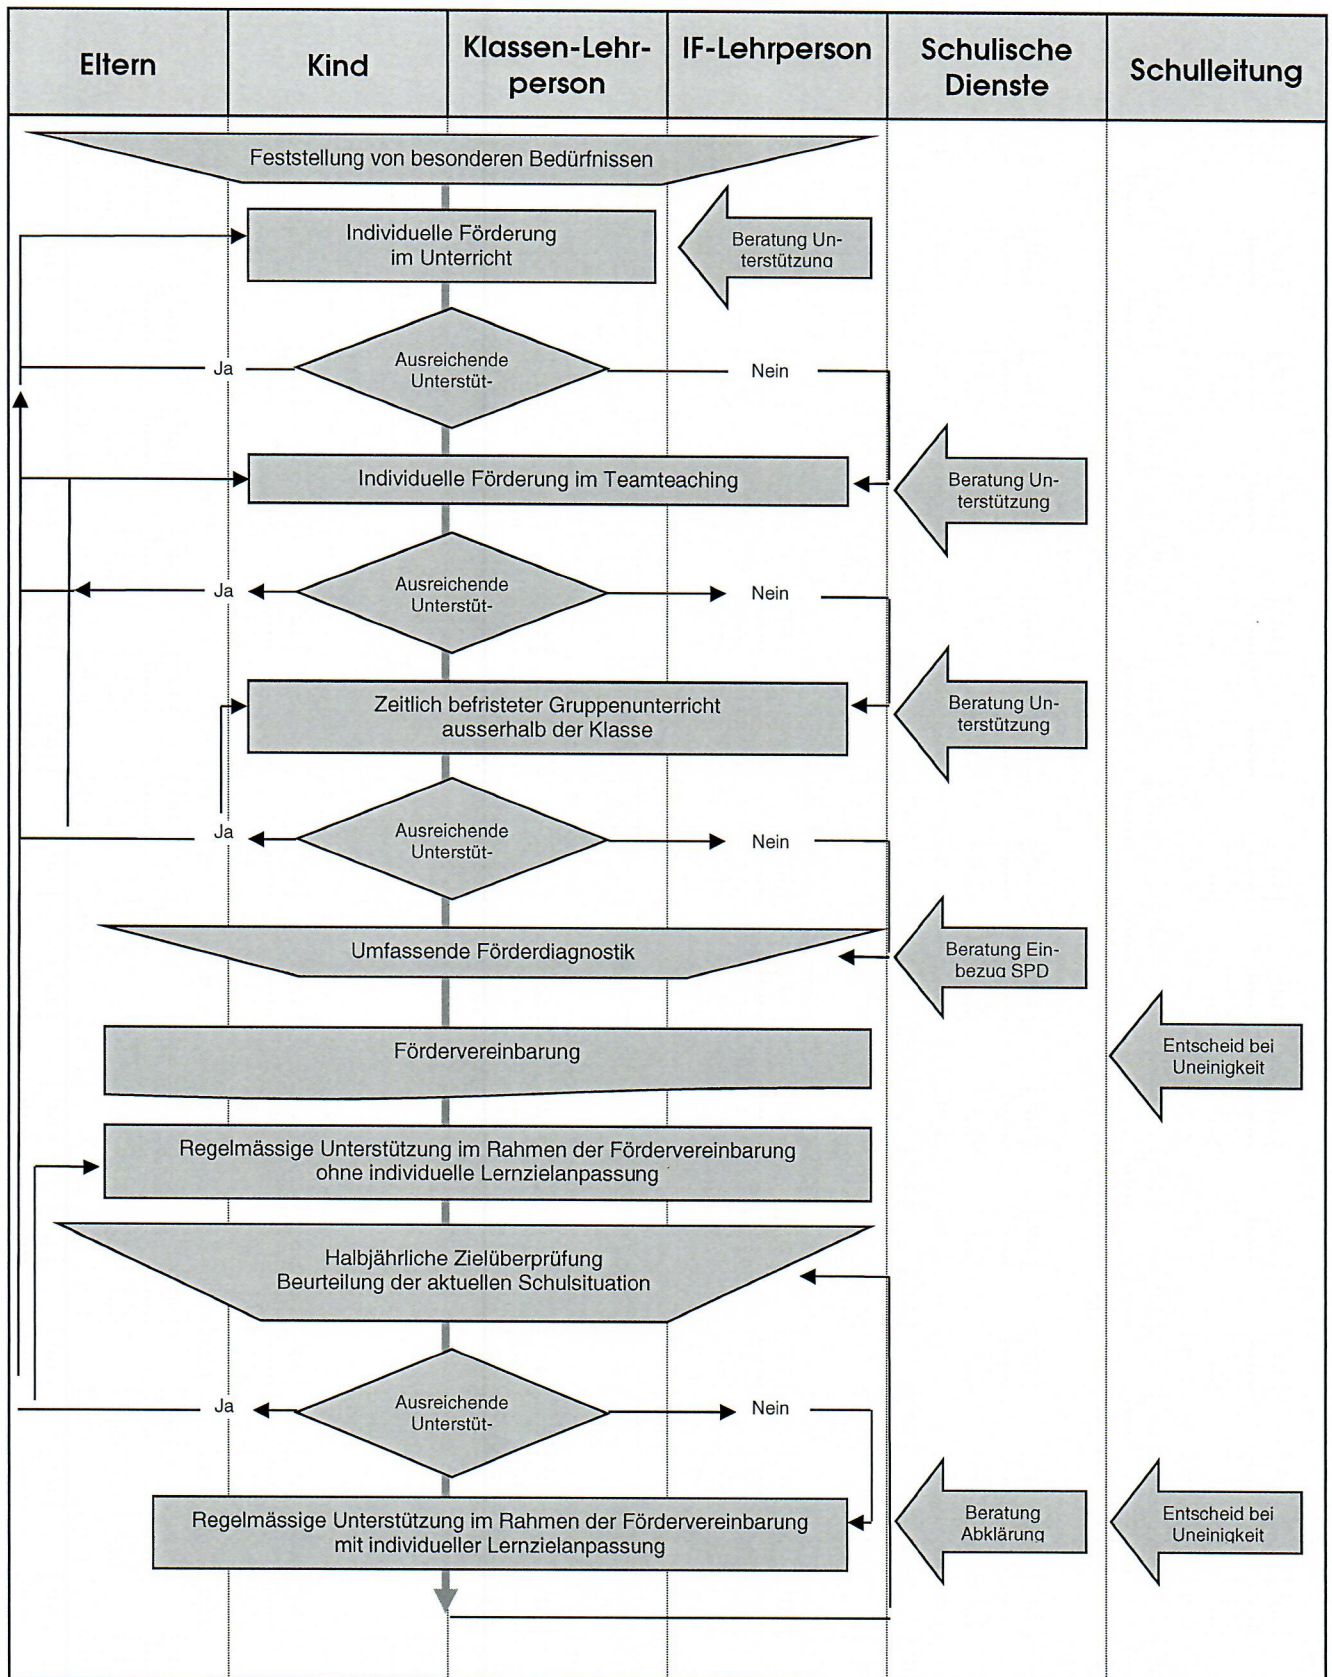 Eltern
Kind
Klassen-Lehr-
person
IF-Lehrperson
Schulische
Dienste
Schulleitung
Feststellung von besonderen Bedürfnissen
Individuelle Förderung
im Unterricht
Beratung Un-
terstützung
Ausreichende
Unterstüt-
Ja
Nein
Individuelle Förderung im Teamteaching
Beratung Un-
terstützung
Ausreichende
Unterstüt-
Ja
Nein
Zeitlich befristeter Gruppenunterricht
ausserhalb der Klasse
Beratung Un-
terstützung
Ausreichende
Unterstüt-
Ja
Nein
Umfassende Förderdiagnostik
Beratung Ein-
bezug SPD
Fördervereinbarung
Entscheid bei
Uneinigkeit
Regelmässige Unterstützung im Rahmen der Fördervereinbarung
ohne individuelle Lernzielanpassung
Halbjährliche Zielüberprüfung
Beurteilung der aktuellen Schulsituation
Ausreichende
Unterstüt-
Ja
Nein
Regelmässige Unterstützung im Rahmen der Fördervereinbarung
mit individueller Lernzielanpassung
Beratung
Abklärung
Entscheid bei
Uneinigkeit